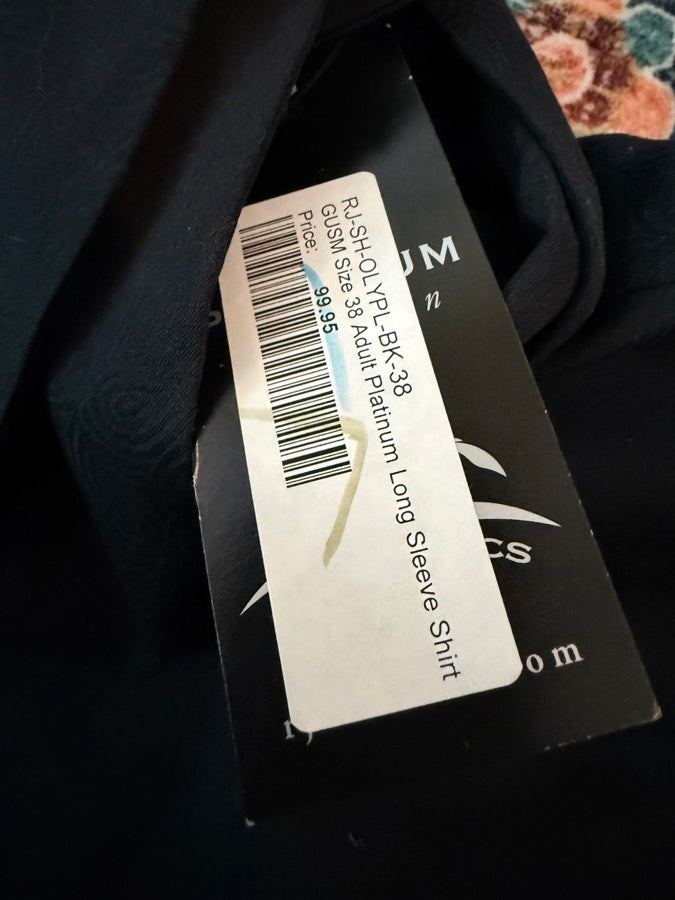 RJ-SH-OLYPL-BK-38
GUSM Size 38 Adult Platinum Long Sleeve Shirt
Price: 99.95
UM
n
CS
om
rj